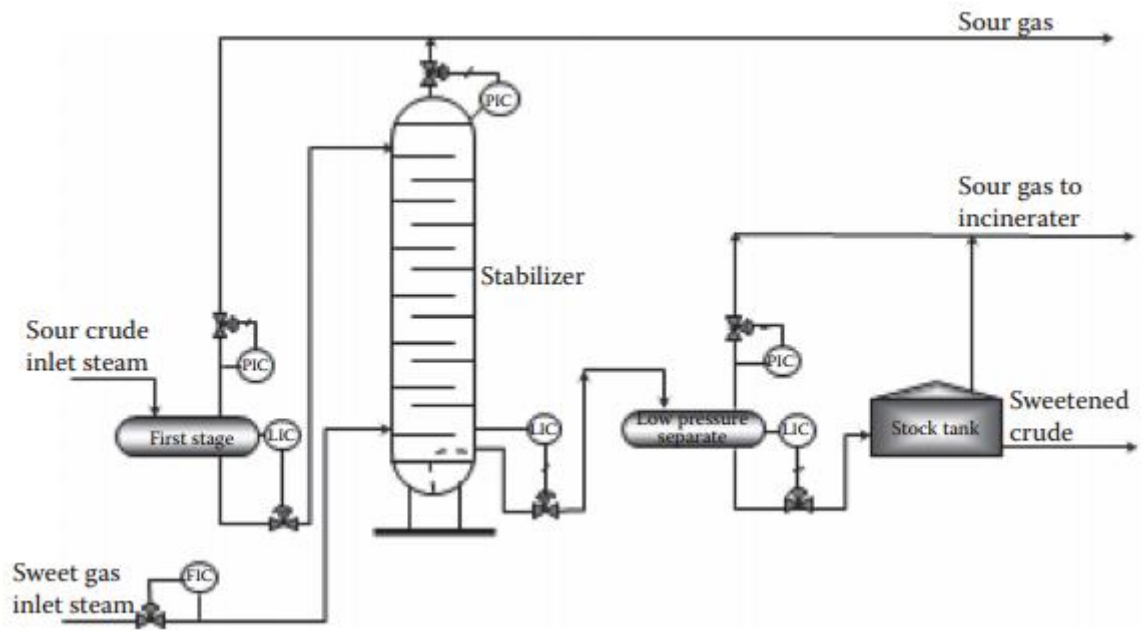 Sour gas
PIC
Sour gas to
incinerater
Stabilizer
Sour crude
inlet steam
PIC
PIC
First stage
LIC
LIC
Low pressure
separate
LIC
Stock tank
Sweetened
crude
Sweet gas
inlet steam
FIC